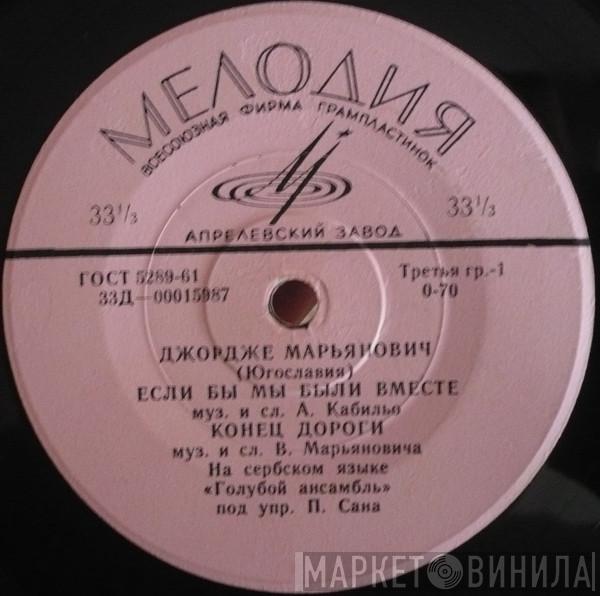 МЕЛОДИЯ
ВСЕСОЮЗНАЯ ФИРМА ГРАМПЛАСТИНОК
33⅓ 33⅓
АПРЕЛЕВСКИЙ ЗАВОД
ГОСТ 5289-61 Третья гр.-1
33Д—00015987 0-70
ДЖОРДЖЕ МАРЬЯНОВИЧ
(Югославия)
ЕСЛИ БЫ МЫ БЫЛИ ВМЕСТЕ
муз. и сл. А. Кабильо
КОНЕЦ ДОРОГИ
муз. и сл. В. Марьяновича
На сербском языке
«Голубой ансамбль»
под упр. П. Сана
МАРКЕТ ВИНИЛА